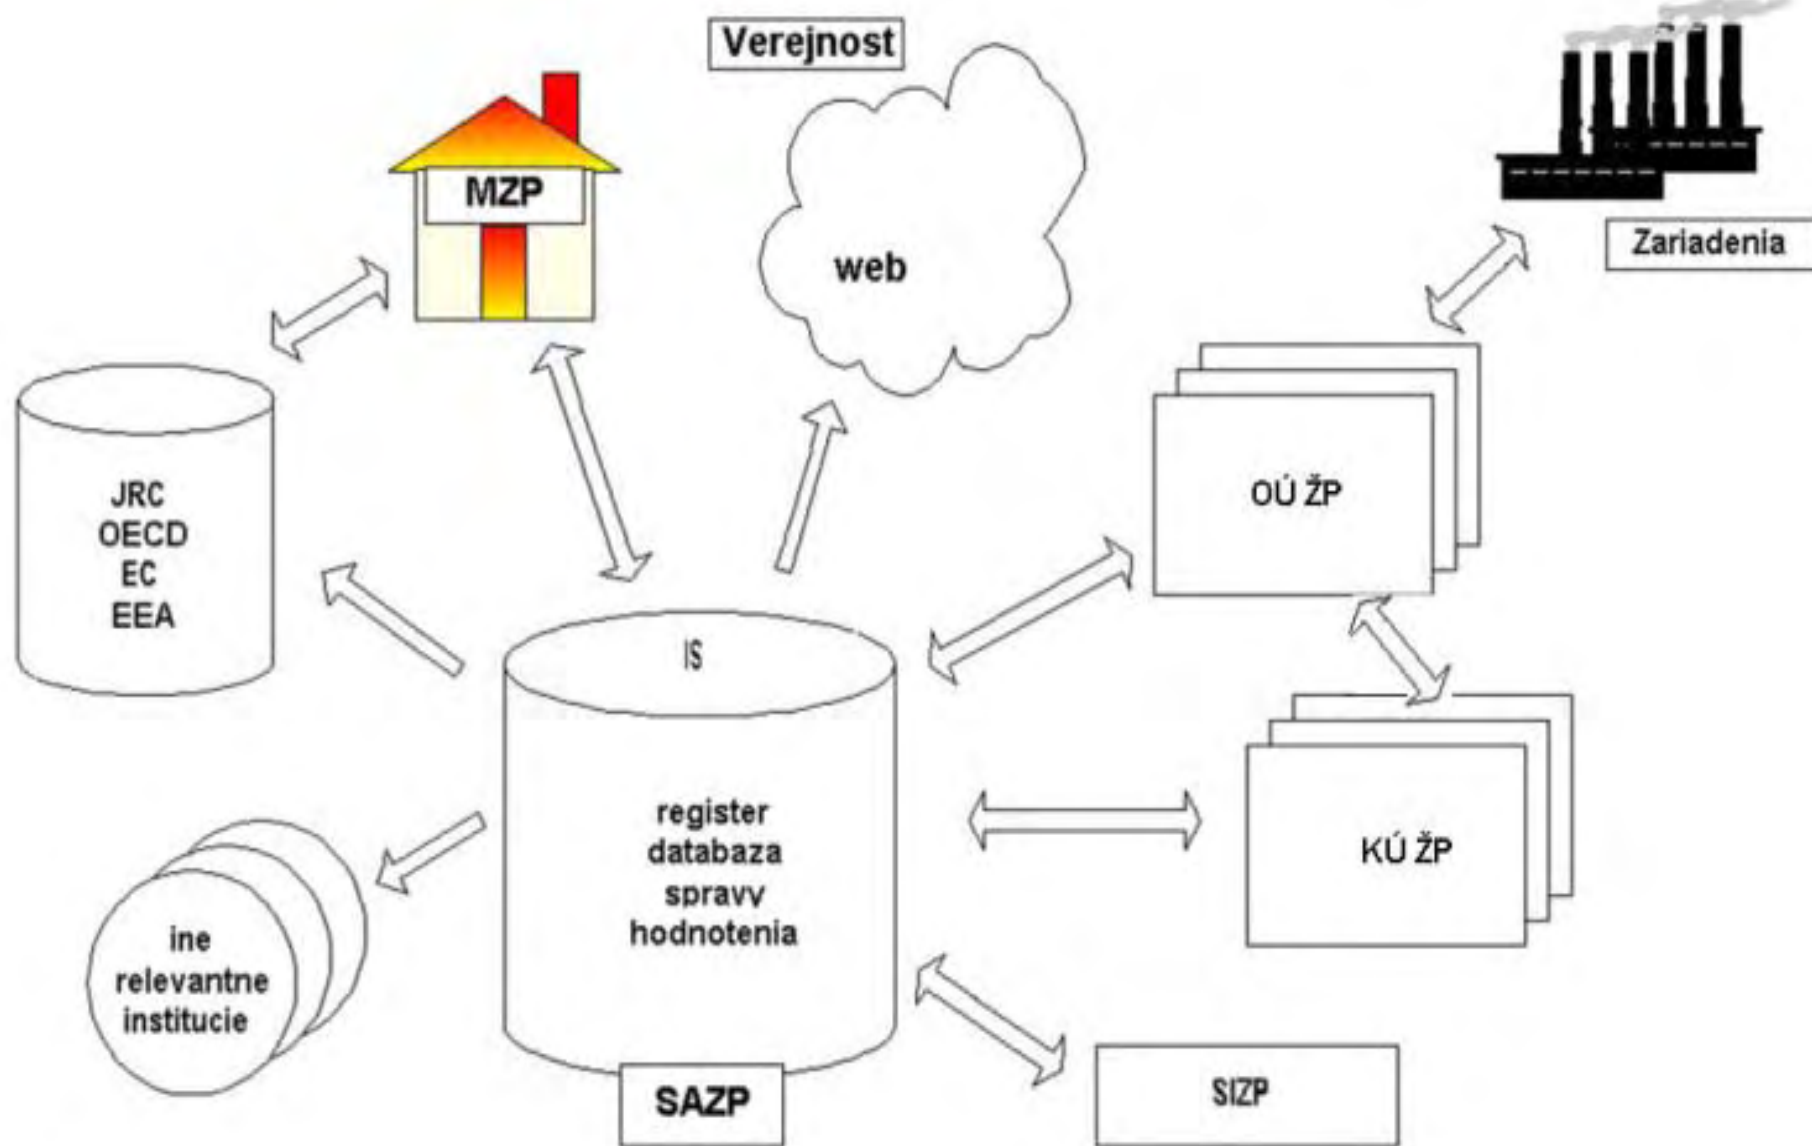 Verejnost
MZP
web
Zariadenia
JRC
OECD
EC
EEA
OÚ ŽP
IS
register
databaza
spravy
hodnotenia
KÚ ŽP
ine
relevantne
institucie
SAZP
SIZP